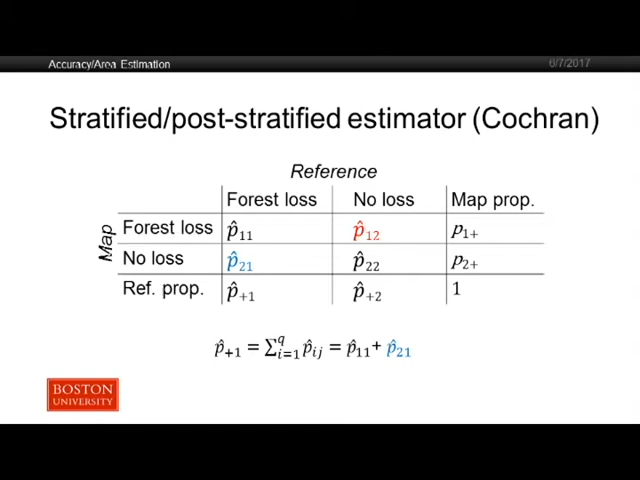 Accuracy/Area Estimation 6/7/2017
Stratified/post-stratified estimator (Cochran)
Reference
Forest loss No loss Map prop.
Map
Forest loss p̂₁₁ p̂₁₂ p₁₊
No loss p̂₂₁ p̂₂₂ p₂₊
Ref. prop. p̂₊₁ p̂₊₂ 1
p̂₊₁ = ∑ᵢ₌₁^q p̂ᵢⱼ = p̂₁₁+ p̂₂₁
BOSTON
UNIVERSITY